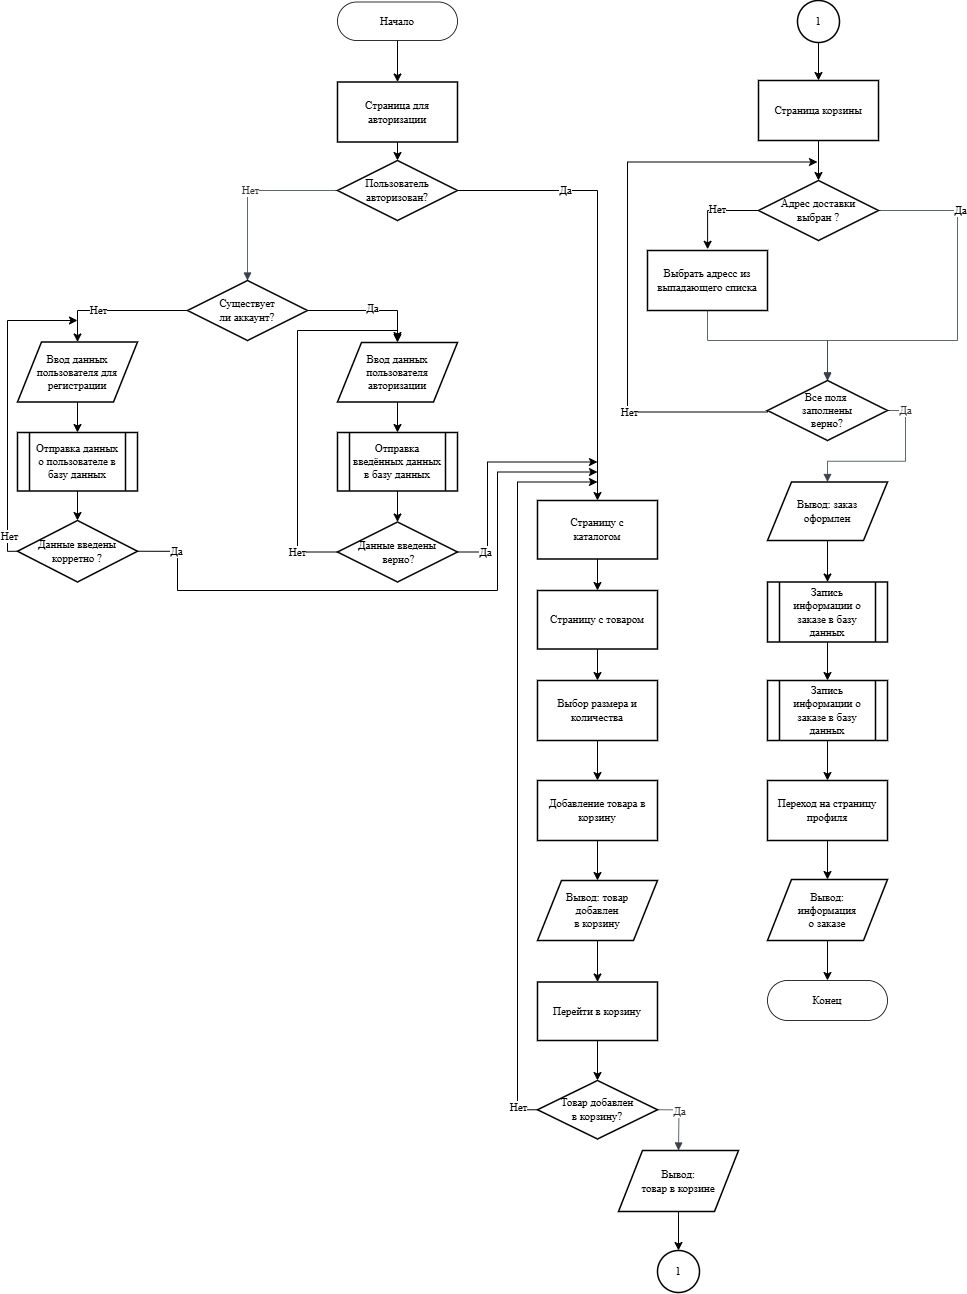 Начало
Страница для
авторизации
Пользователь
авторизован?
Нет
Да
Существует
ли аккаунт?
Нет
Да
Ввод данных
пользователя для
регистрации
Ввод данных
пользователя
авторизации
Отправка данных
о пользователе в
базу данных
Отправка
введённых данных
в базу данных
Данные введены
корретно ?
Нет
Да
Данные введены
верно?
Нет
Да
Страницу с
каталогом
Страницу с товаром
Выбор размера и
количества
Добавление товара в
корзину
Вывод: товар
добавлен
в корзину
Перейти в корзину
Товар добавлен
в корзину?
Нет
Да
Вывод:
товар в корзине
1
1
Страница корзины
Адрес доставки
выбран ?
Нет
Да
Выбрать адресс из
выпадающего списка
Все поля
заполнены
верно?
Нет
Да
Вывод: заказ
оформлен
Запись
информации о
заказе в базу
данных
Запись
информации о
заказе в базу
данных
Переход на страницу
профиля
Вывод:
информация
о заказе
Конец